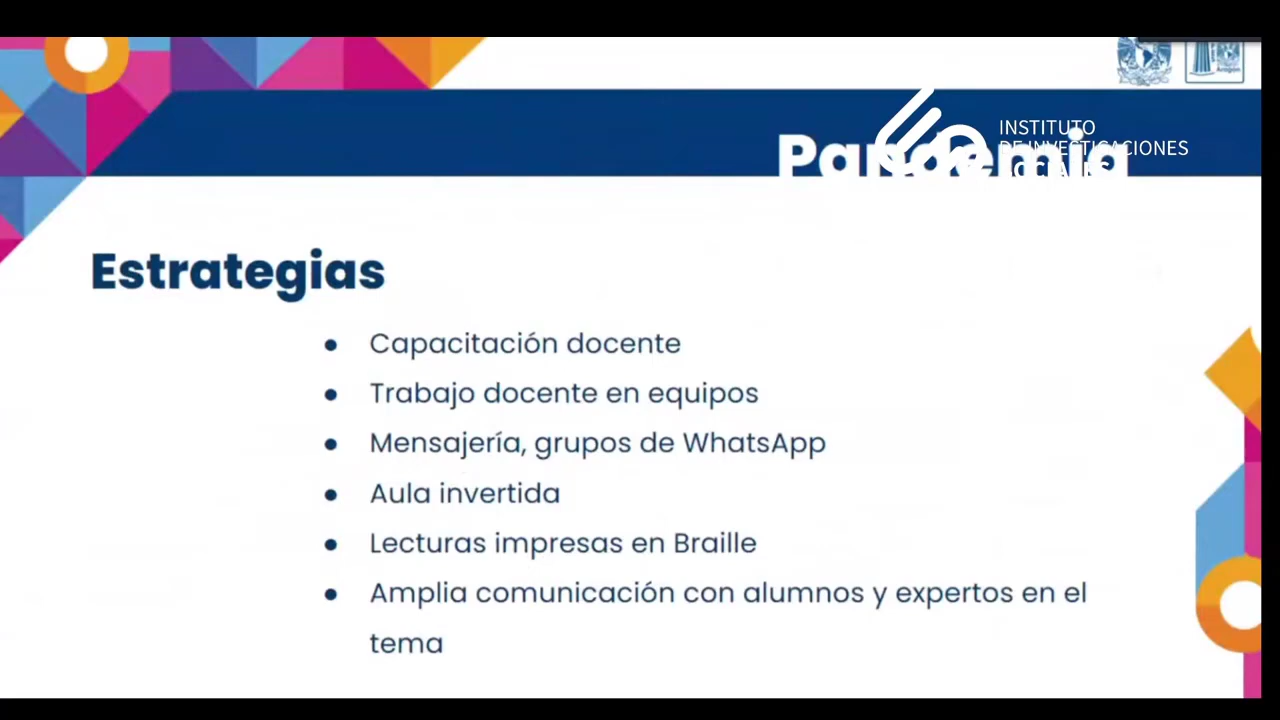 Pandemia
INSTITUTO
DE INVESTIGACIONES
SOCIALES
Estrategias
● Capacitación docente
● Trabajo docente en equipos
● Mensajería, grupos de WhatsApp
● Aula invertida
● Lecturas impresas en Braille
● Amplia comunicación con alumnos y expertos en el
tema